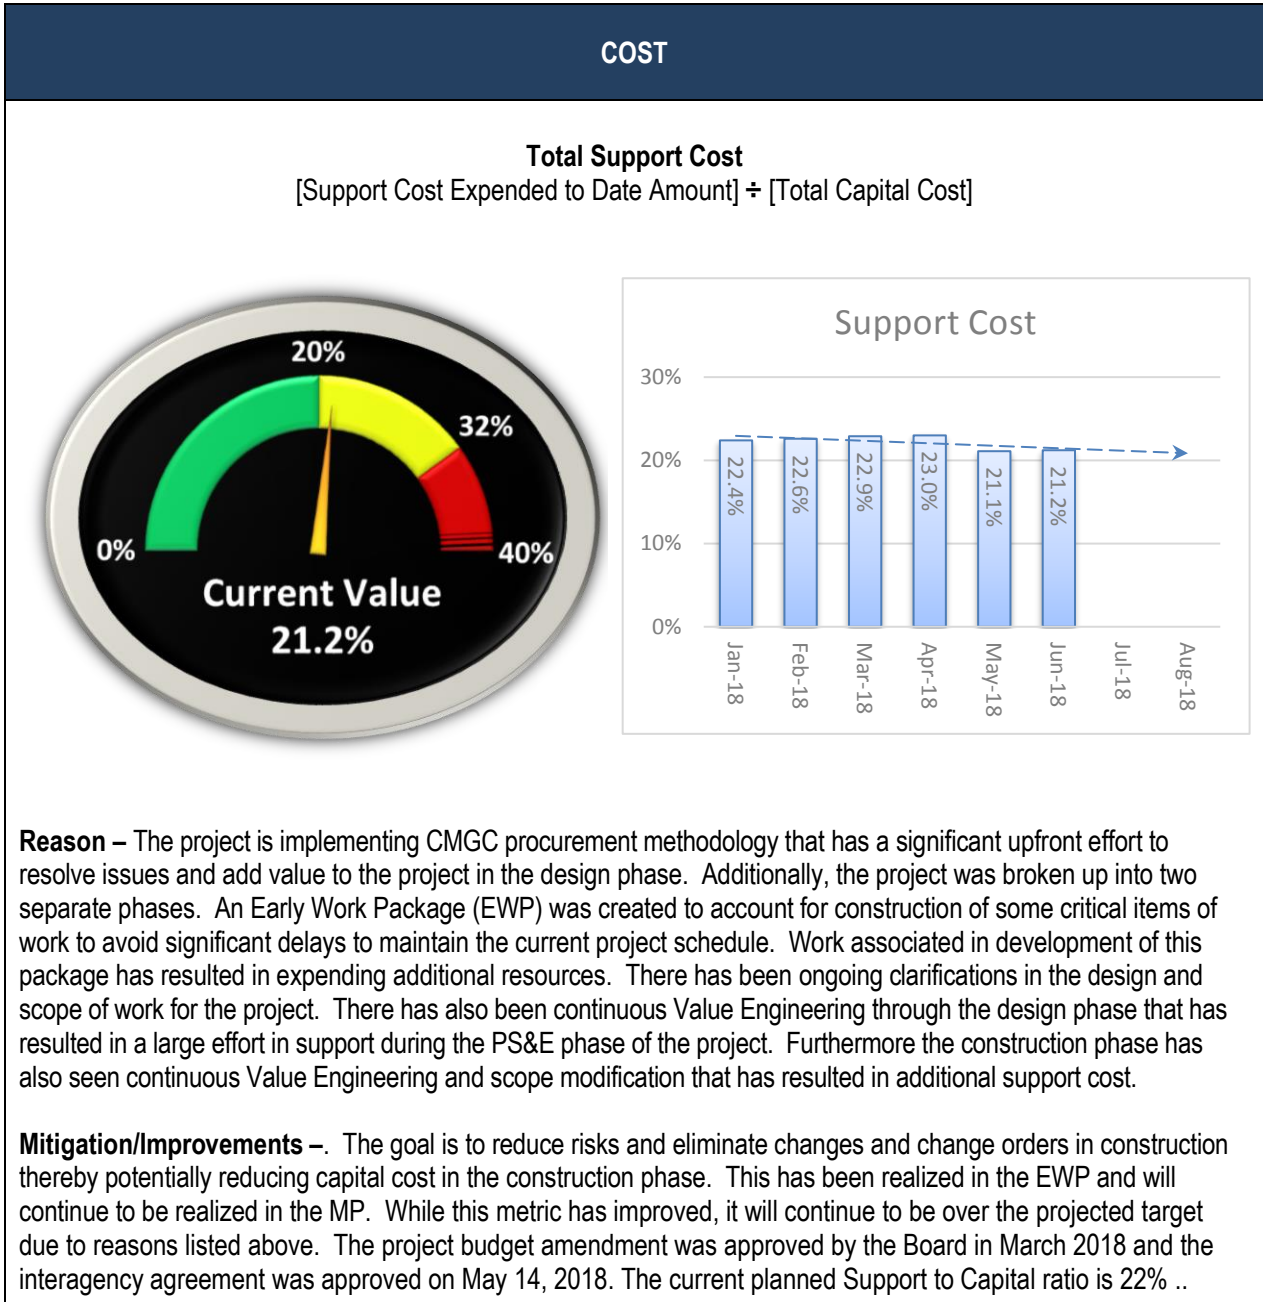 COST
Total Support Cost
[Support Cost Expended to Date Amount] ÷ [Total Capital Cost]
20%
32%
0%
40%
Current Value
21.2%
Support Cost
30%
20%
10%
0%
22.4%
22.6%
22.9%
23.0%
21.1%
21.2%
Jan-18
Feb-18
Mar-18
Apr-18
May-18
Jun-18
Jul-18
Aug-18
Reason – The project is implementing CMGC procurement methodology that has a significant upfront effort to
resolve issues and add value to the project in the design phase.  Additionally, the project was broken up into two
separate phases.  An Early Work Package (EWP) was created to account for construction of some critical items of
work to avoid significant delays to maintain the current project schedule.  Work associated in development of this
package has resulted in expending additional resources.  There has been ongoing clarifications in the design and
scope of work for the project.  There has also been continuous Value Engineering through the design phase that has
resulted in a large effort in support during the PS&E phase of the project.  Furthermore the construction phase has
also seen continuous Value Engineering and scope modification that has resulted in additional support cost.
Mitigation/Improvements –.  The goal is to reduce risks and eliminate changes and change orders in construction
thereby potentially reducing capital cost in the construction phase.  This has been realized in the EWP and will
continue to be realized in the MP.  While this metric has improved, it will continue to be over the projected target
due to reasons listed above.  The project budget amendment was approved by the Board in March 2018 and the
interagency agreement was approved on May 14, 2018. The current planned Support to Capital ratio is 22% ..